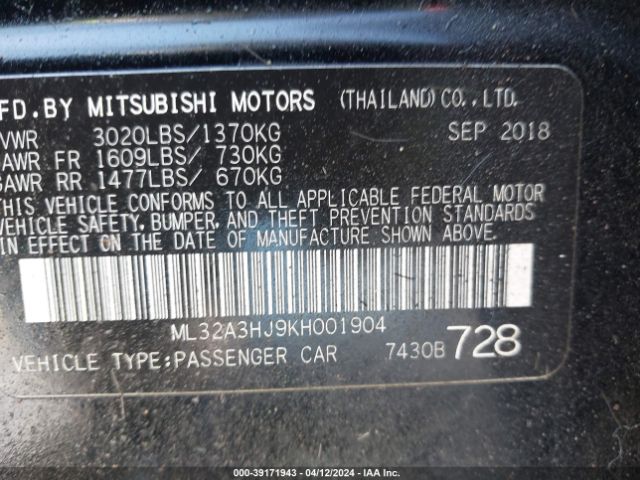 FD.BY MITSUBISHI MOTORS (THAILAND)CO.,LTD.
VWR 3020LBS/1370KG SEP 2018
AWR FR 1609LBS/ 730KG
GAWR RR 1477LBS/ 670KG
THIS VEHICLE CONFORMS TO ALL APPLICABLE FEDERAL MOTOR
VEHICLE SAFETY, BUMPER, AND THEFT PREVENTION STANDARDS
IN EFFECT ON THE DATE OF MANUFACTURE SHOWN ABOVE.
ML32A3HJ9KH001904
VEHICLE TYPE:PASSENGER CAR 7430B 728
000-39171943 - 04/12/2024 - IAA Inc.